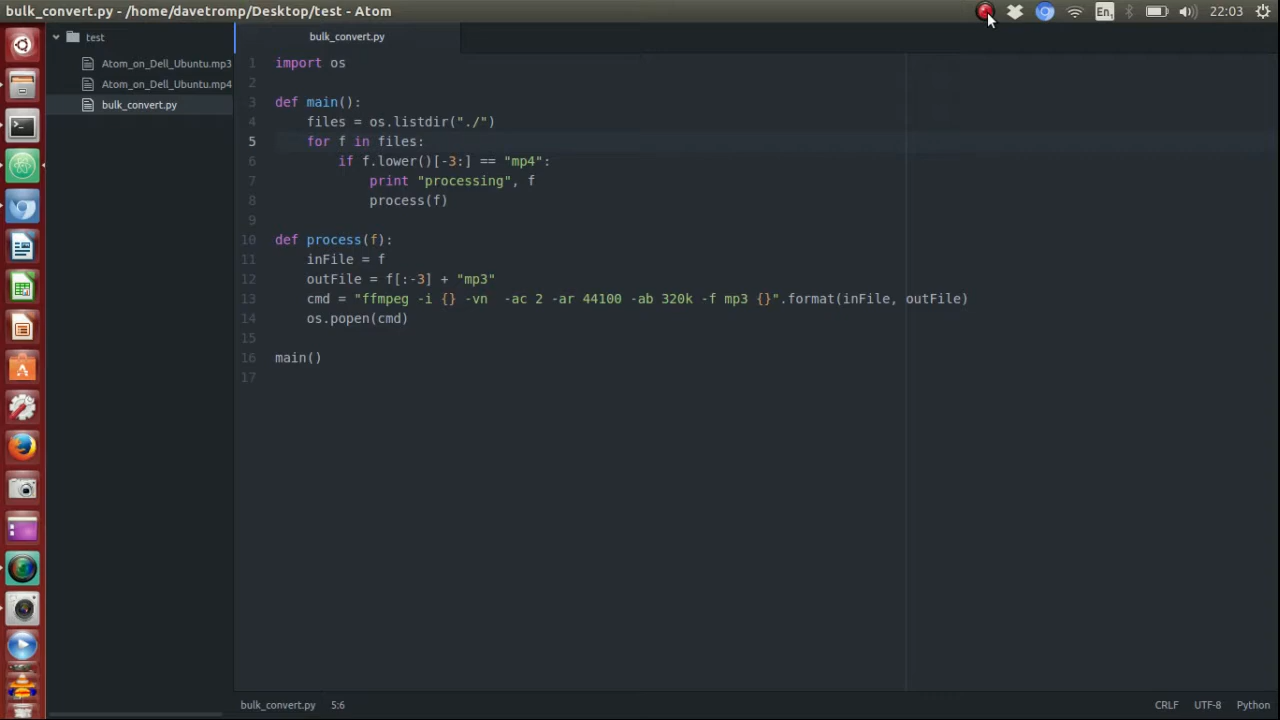 bulk_convert.py - /home/davetromp/Desktop/test - Atom
En1
22:03
test
Atom_on_Dell_Ubuntu.mp3
Atom_on_Dell_Ubuntu.mp4
bulk_convert.py
bulk_convert.py
1 import os
2
3 def main():
4 files = os.listdir("./")
5 for f in files:
6 if f.lower()[-3:] == "mp4":
7 print "processing", f
8 process(f)
9
10 def process(f):
11 inFile = f
12 outFile = f[:-3] + "mp3"
13 cmd = "ffmpeg -i {} -vn  -ac 2 -ar 44100 -ab 320k -f mp3 {}".format(inFile, outFile)
14 os.popen(cmd)
15
16 main()
17
bulk_convert.py 5:6
CRLF UTF-8 Python